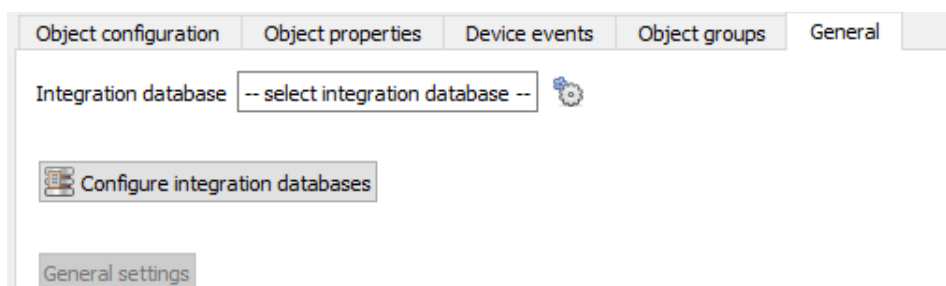 Object configuration Object properties Device events Object groups General
Integration database -- select integration database --
Configure integration databases
General settings